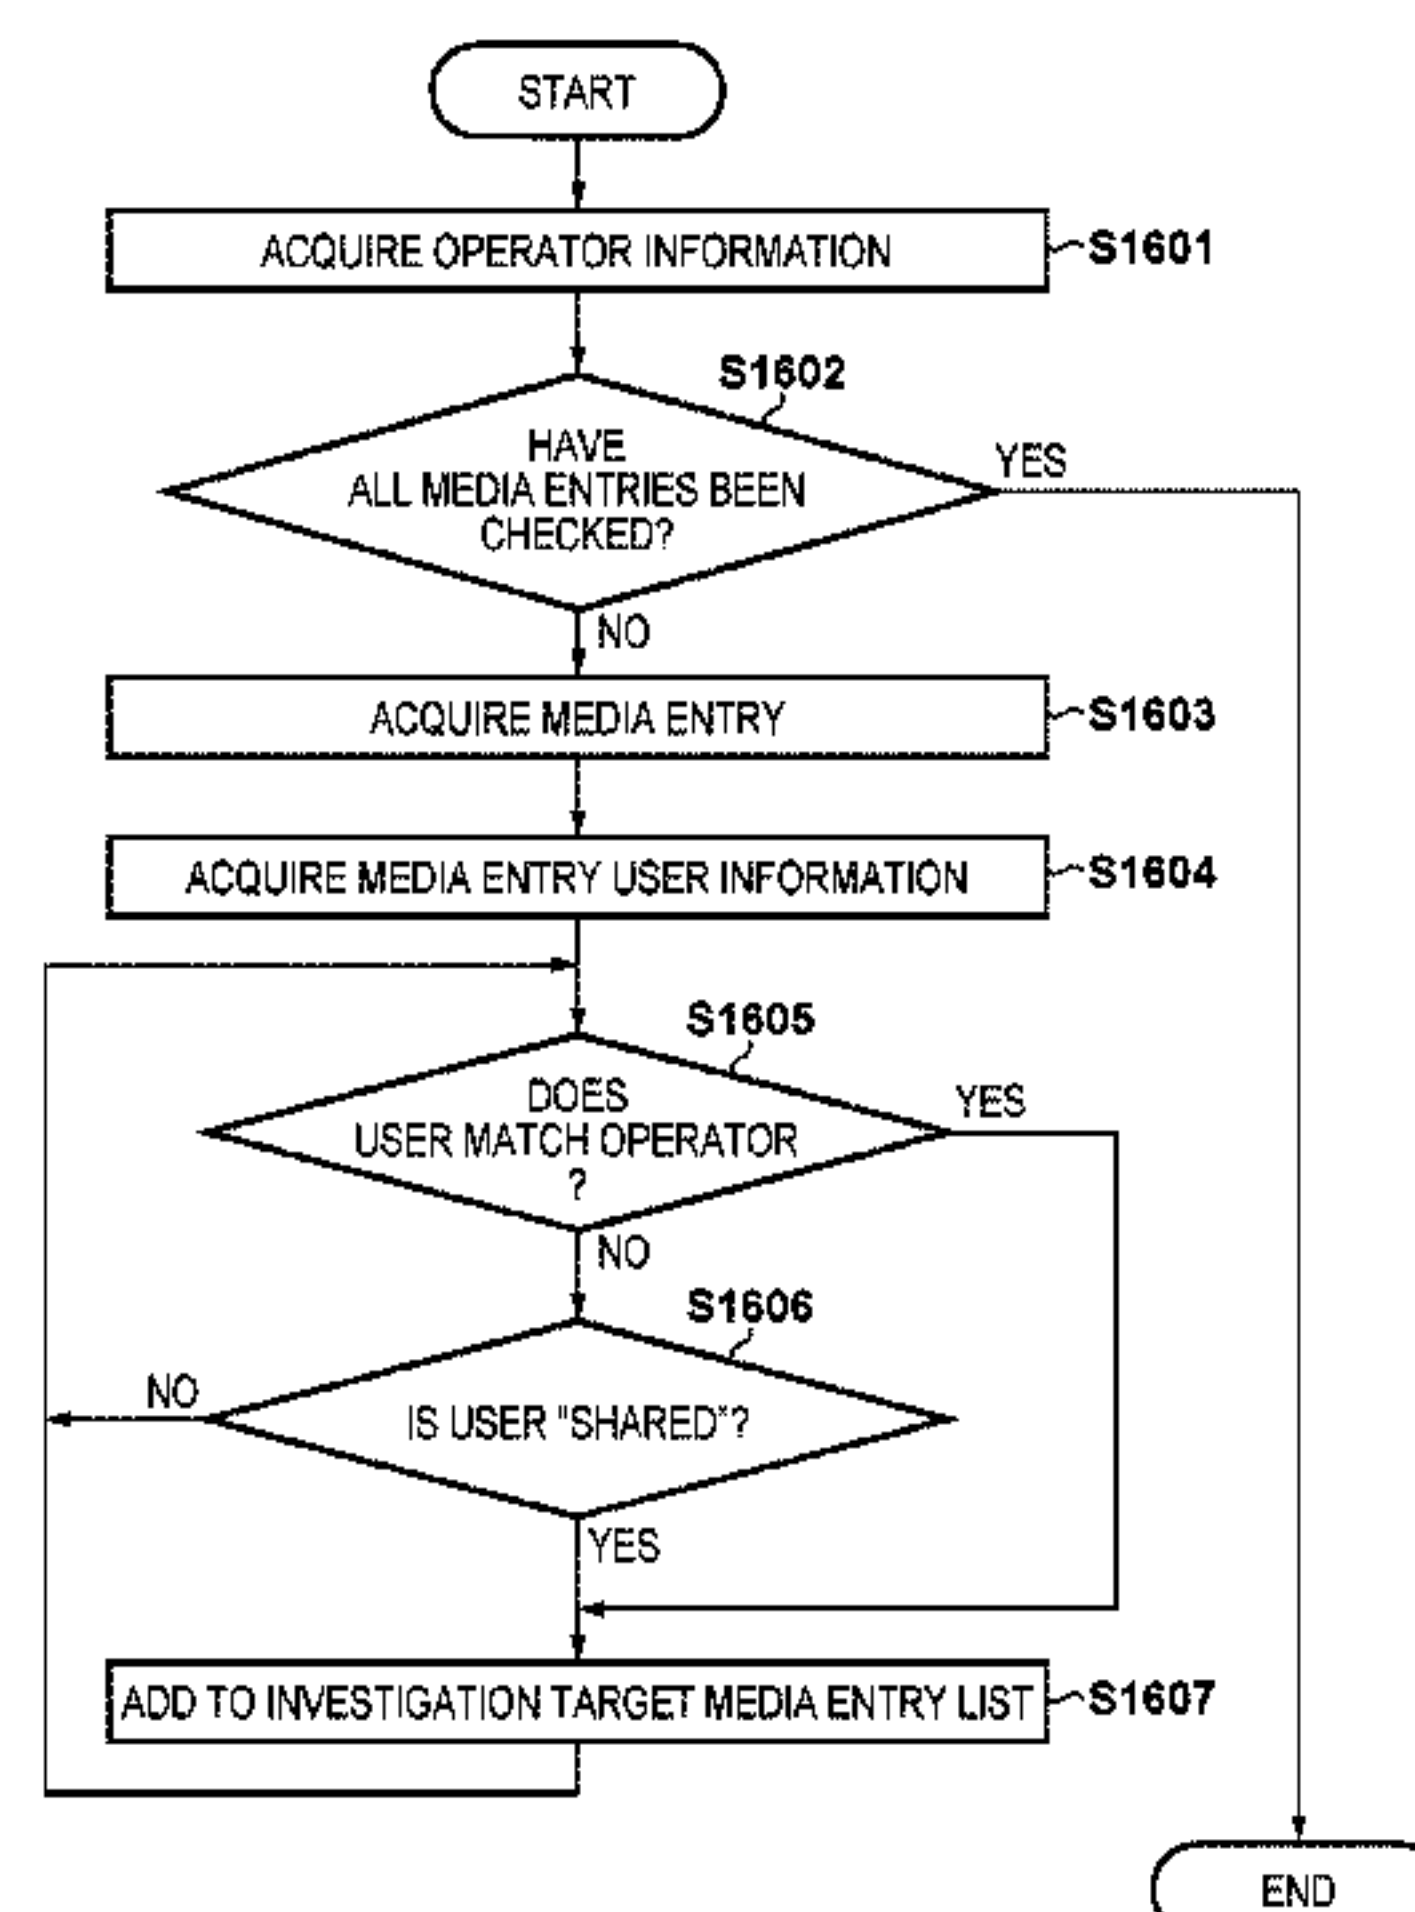 START
ACQUIRE OPERATOR INFORMATION
S1601
S1602
HAVE
ALL MEDIA ENTRIES BEEN
CHECKED?
YES
NO
ACQUIRE MEDIA ENTRY
S1603
ACQUIRE MEDIA ENTRY USER INFORMATION
S1604
S1605
DOES
USER MATCH OPERATOR
?
YES
NO
S1606
NO
IS USER "SHARED"?
YES
ADD TO INVESTIGATION TARGET MEDIA ENTRY LIST
S1607
END